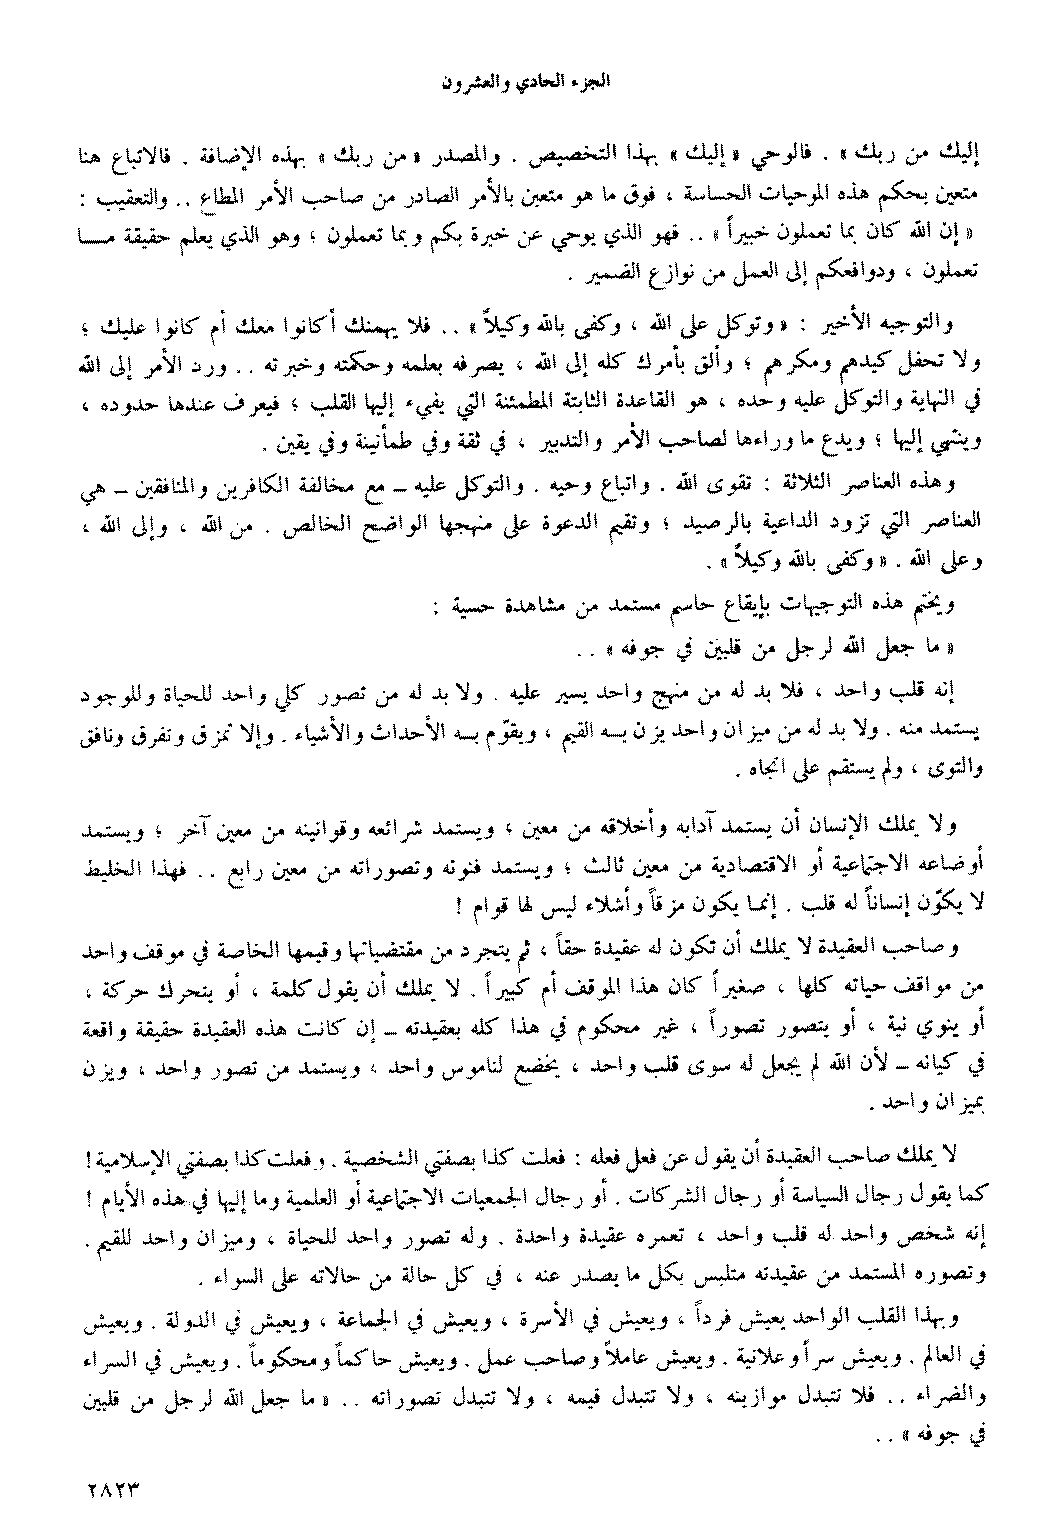 الجزء الحادي والعشرون
إليك من ربك » . فالوحي « إليك » بهذا التخصيص . والمصدر « من ربك » بهذه الإضافة . فالاتباع هنا
متعين بحكم هذه الموحيات الحساسة ، فوق ما هو متعين بالأمر الصادر من صاحب الأمر المطاع .. والتعقيب :
« إن الله كان بما تعملون خبيراً » .. فهو الذي يوحي عن خبرة بكم وبما تعملون ؛ وهو الذي يعلم حقيقة مـــا
تعملون ، ودوافعكم إلى العمل من نوازع الضمير .
والتوجيه الأخير : « وتوكل على الله ، وكفى بالله وكيلاً » .. فلا يهمنك أكانوا معك أم كانوا عليك ؛
ولا تحفل كيدهم ومكرهم ؛ وألق بأمرك كله إلى الله ، يصرفه بعلمه وحكمته وخبرته .. ورد الأمر إلى الله
في النهاية والتوكل عليه وحده ، هو القاعدة الثابتة المطمئنة التي يفيء إليها القلب ؛ فيعرف عندها حدوده ،
وينتهي إليها ؛ ويدع ما وراءها لصاحب الأمر والتدبير ، في ثقة وفي طمأنينة وفي يقين .
وهذه العناصر الثلاثة : تقوى الله . واتباع وحيه . والتوكل عليه – مع مخالفة الكافرين والمنافقين – هي
العناصر التي تزود الداعية بالرصيد ؛ وتقيم الدعوة على منهجها الواضح الخالص . من الله ، وإلى الله ،
وعلى الله . « وكفى بالله وكيلاً » .
ويختم هذه التوجيهات بإيقاع حاسم مستمد من مشاهدة حسية :
« ما جعل الله لرجل من قلبين في جوفه » ..
إنه قلب واحد ، فلا بد له من منهج واحد يسير عليه . ولا بد له من تصور كلي واحد للحياة وللوجود
يستمد منه . ولا بد له من ميزان واحد يزن بـــه القيم ، ويقوّم بـــه الأحداث والأشياء . وإلا تمزق وتفرق ونافق
والتوى ، ولم يستقم على اتجاه .
ولا يملك الإنسان أن يستمد آدابه وأخلاقه من معين ؛ ويستمد شرائعه وقوانينه من معين آخر ؛ ويستمد
أوضاعه الاجتماعية أو الاقتصادية من معين ثالث ؛ ويستمد فنونه وتصوراته من معين رابع .. فهذا الخليط
لا يكوّن إنساناً له قلب . إنمـا يكون مزقاً وأشلاء ليس لها قوام !
وصاحب العقيدة لا يملك أن تكون له عقيدة حقاً ، ثم يتجرد من مقتضياتها وقيمها الخاصة في موقف واحد
من مواقف حياته كلها ، صغيراً كان هذا الموقف أم كبيراً . لا يملك أن يقول كلمة ، أو يتحرك حركة ،
أو ينوي نية ، أو يتصور تصوراً ، غير محكوم في هذا كله بعقيدته – إن كانت هذه العقيدة حقيقة واقعة
في كيانه – لأن الله لم يجعل له سوى قلب واحد ، يخضع لناموس واحد ، ويستمد من تصور واحد ، ويزن
بميزان واحد .
لا يملك صاحب العقيدة أن يقول عن فعل فعله : فعلت كذا بصفتي الشخصية . وفعلت كذا بصفتي الإسلامية !
كما يقول رجال السياسة أو رجال الشركات . أو رجال الجمعيات الاجتماعية أو العلمية وما إليها في هذه الأيام !
إنه شخص واحد له قلب واحد ، تعمره عقيدة واحدة . وله تصور واحد للحياة ، وميزان واحد للقيم .
وتصوره المستمد من عقيدته متلبس بكل ما يصدر عنه ، في كل حالة من حالاته على السواء .
وبهذا القلب الواحد يعيش فرداً ، ويعيش في الأسرة ، ويعيش في الجماعة ، ويعيش في الدولة . ويعيش
في العالم . ويعيش سراً وعلانية . ويعيش عاملاً وصاحب عمل . ويعيش حاكماً ومحكوماً . ويعيش في السراء
والضراء .. فلا تتبدل موازينه ، ولا تتبدل قيمه ، ولا تتبدل تصوراته .. « ما جعل الله لرجل من قلبين
في جوفه » ..
٢٨٢٣